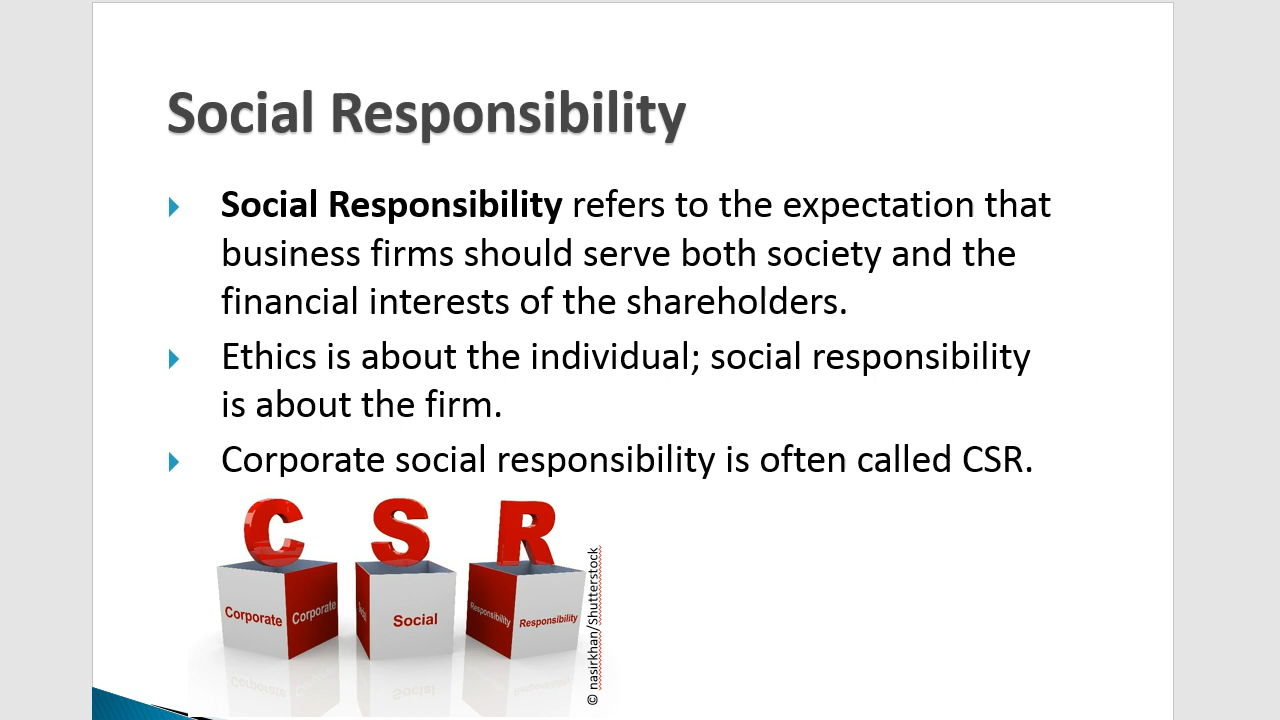 Social Responsibility
Social Responsibility refers to the expectation that
business firms should serve both society and the
financial interests of the shareholders.
Ethics is about the individual; social responsibility
is about the firm.
Corporate social responsibility is often called CSR.
C S R
Corporate Corporate Social Responsibility Responsibility
© nasirkhan/Shutterstock